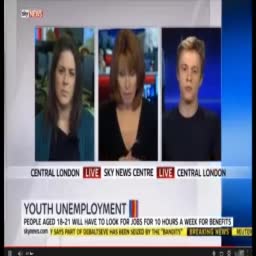 sky NEWS
CENTRAL LONDON LIVE SKY NEWS CENTRE LIVE CENTRAL LONDON
YOUTH UNEMPLOYMENT
PEOPLE AGED 18-21 WILL HAVE TO LOOK FOR JOBS FOR 10 HOURS A WEEK FOR BENEFITS
skynews.com Y SAYS PART OF DEBALTSEVE HAS BEEN SEIZED BY THE "BANDITS" BREAKING NEWS